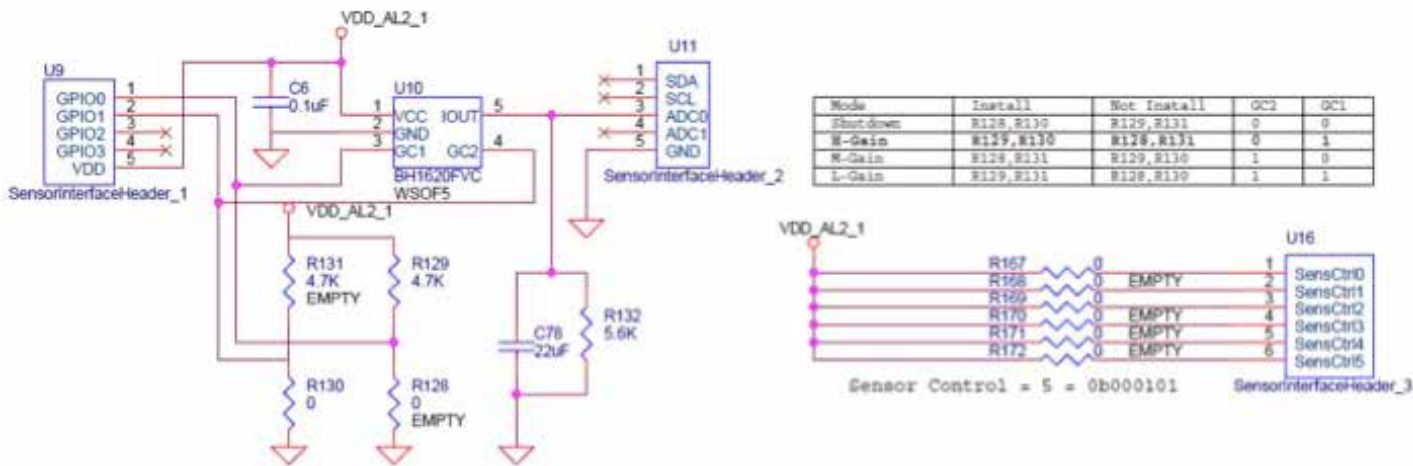 VDD_AL2_1
U9
GPIO0 1
GPIO1 2
GPIO2 3
GPIO3 4
VDD 5
SensorInterfaceHeader_1
C6
0.1uF
U10
1 VCC IOUT 5
2 GND
3 GC1 GC2 4
BH1620FVC
WSOF5
U11
1 SDA
2 SCL
3 ADC0
4 ADC1
5 GND
SensorInterfaceHeader_2
VDD_AL2_1
R131
4.7K
EMPTY
R129
4.7K
R130
0
R128
0
EMPTY
C78
22uF
R132
5.6K
Mode Install Not Install GC2 GC1
Shutdown R128,R130 R129,R131 0 0
H-Gain R129,R130 R128,R131 0 1
M-Gain R128,R131 R129,R130 1 0
L-Gain R129,R131 R128,R130 1 1
VDD_AL2_1
U16
R167 0 1 SensCtrl0
R168 0 EMPTY 2 SensCtrl1
R169 0 3 SensCtrl2
R170 0 EMPTY 4 SensCtrl3
R171 0 EMPTY 5 SensCtrl4
R172 0 EMPTY 6 SensCtrl5
Sensor Control = 5 = 0b000101
SensorInterfaceHeader_3